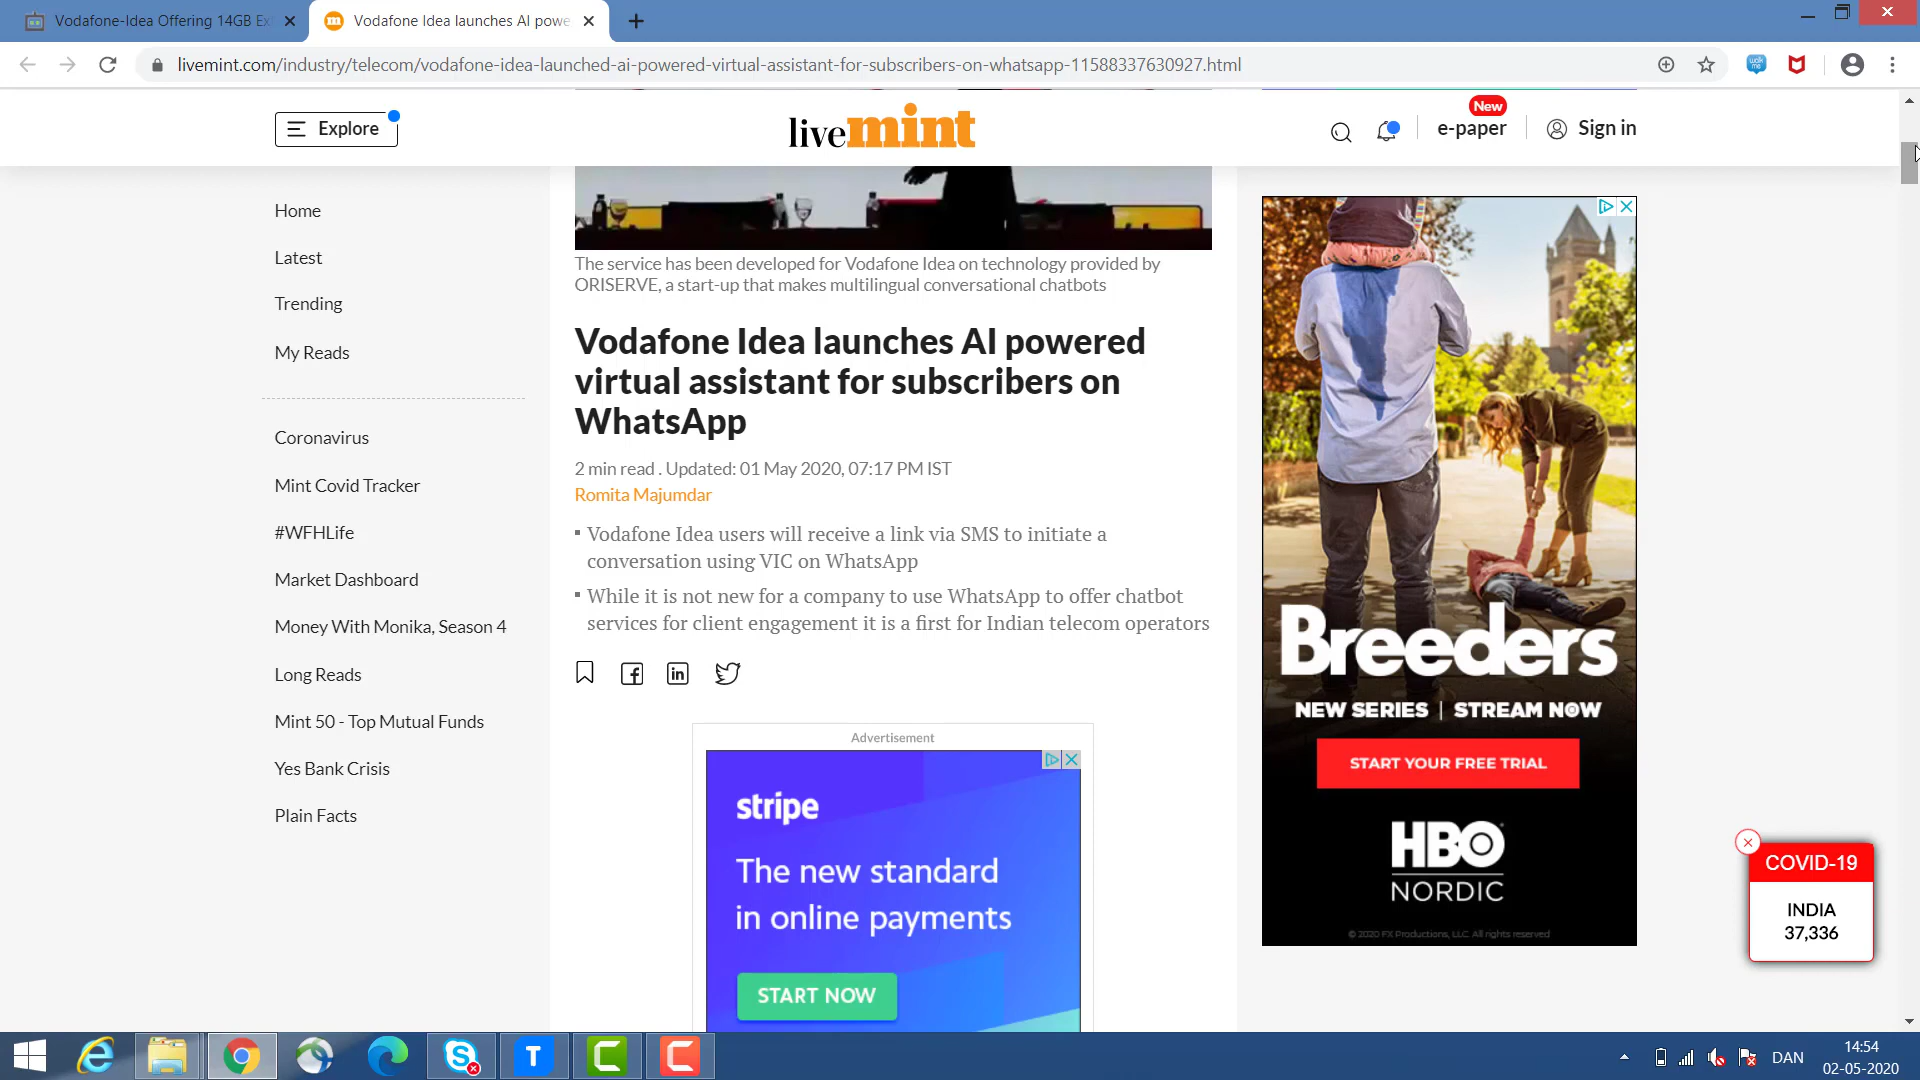 Vodafone-Idea Offering 14GB Ex
Vodafone Idea launches AI powe
livemint.com/industry/telecom/vodafone-idea-launched-ai-powered-virtual-assistant-for-subscribers-on-whatsapp-11588337630927.html
Explore
livemint
New
e-paper
Sign in
Home
Latest
Trending
My Reads
Coronavirus
Mint Covid Tracker
#WFHLife
Market Dashboard
Money With Monika, Season 4
Long Reads
Mint 50 - Top Mutual Funds
Yes Bank Crisis
Plain Facts
The service has been developed for Vodafone Idea on technology provided by
ORISERVE, a start-up that makes multilingual conversational chatbots
Vodafone Idea launches AI powered
virtual assistant for subscribers on
WhatsApp
2 min read . Updated: 01 May 2020, 07:17 PM IST
Romita Majumdar
Vodafone Idea users will receive a link via SMS to initiate a
conversation using VIC on WhatsApp
While it is not new for a company to use WhatsApp to offer chatbot
services for client engagement it is a first for Indian telecom operators
Advertisement
stripe
The new standard
in online payments
START NOW
Breeders
NEW SERIES | STREAM NOW
START YOUR FREE TRIAL
HBO
NORDIC
© 2020 FX Productions, LLC. All rights reserved
COVID-19
INDIA
37,336
DAN
14:54
02-05-2020